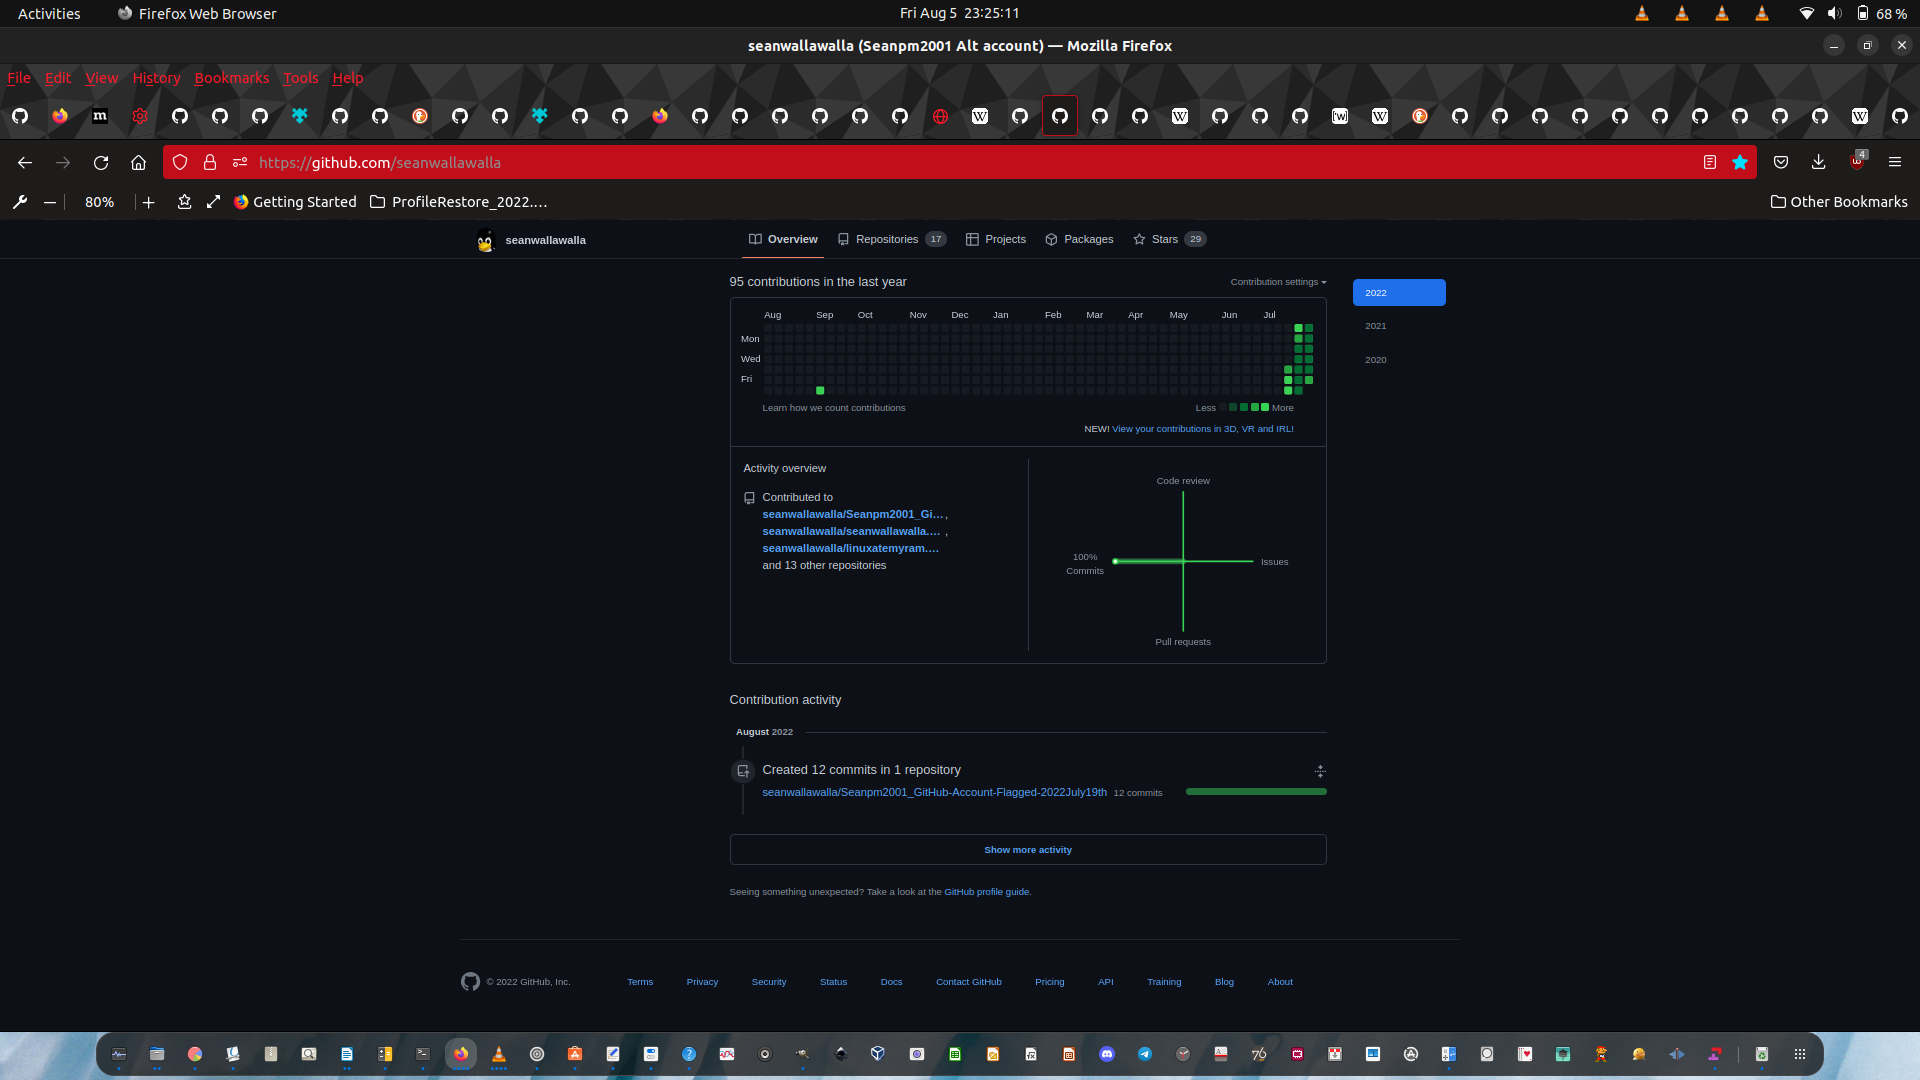 Activities
Firefox Web Browser
Fri Aug 5 23:25:11
68 %
seanwallawalla (Seanpm2001 Alt account) — Mozilla Firefox
File Edit View History Bookmarks Tools Help
https://github.com/seanwallawalla
4
80%
Getting Started
ProfileRestore_2022.…
Other Bookmarks
seanwallawalla
Overview
Repositories 17
Projects
Packages
Stars 29
95 contributions in the last year
Contribution settings
2022
2021
2020
Aug Sep Oct Nov Dec Jan Feb Mar Apr May Jun Jul
Mon
Wed
Fri
Learn how we count contributions
Less
More
NEW! View your contributions in 3D, VR and IRL!
Activity overview
Contributed to
seanwallawalla/Seanpm2001_Gi… ,
seanwallawalla/seanwallawalla.… ,
seanwallawalla/linuxatemyram.…
and 13 other repositories
Code review
100%
Commits
Issues
Pull requests
Contribution activity
August 2022
Created 12 commits in 1 repository
seanwallawalla/Seanpm2001_GitHub-Account-Flagged-2022July19th 12 commits
Show more activity
Seeing something unexpected? Take a look at the GitHub profile guide.
© 2022 GitHub, Inc.
Terms
Privacy
Security
Status
Docs
Contact GitHub
Pricing
API
Training
Blog
About